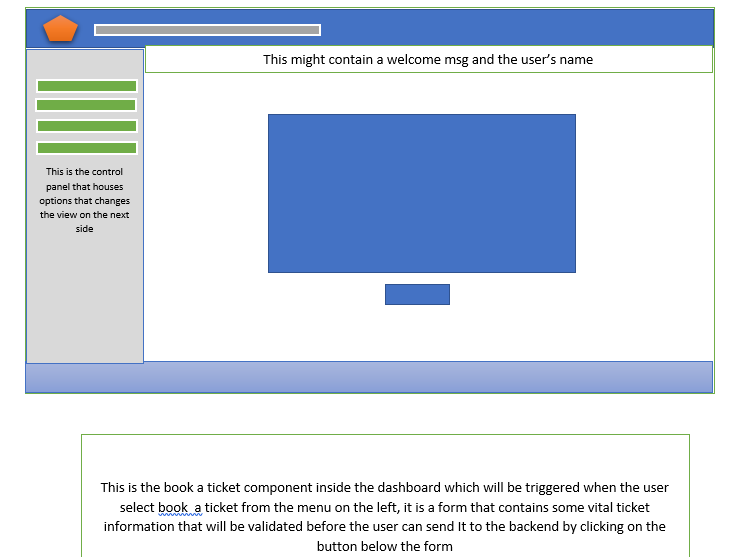 This might contain a welcome msg and the user’s name
This is the control
panel that houses
options that changes
the view on the next
side
This is the book a ticket component inside the dashboard which will be triggered when the user
select book a ticket from the menu on the left, it is a form that contains some vital ticket
information that will be validated before the user can send It to the backend by clicking on the
button below the form